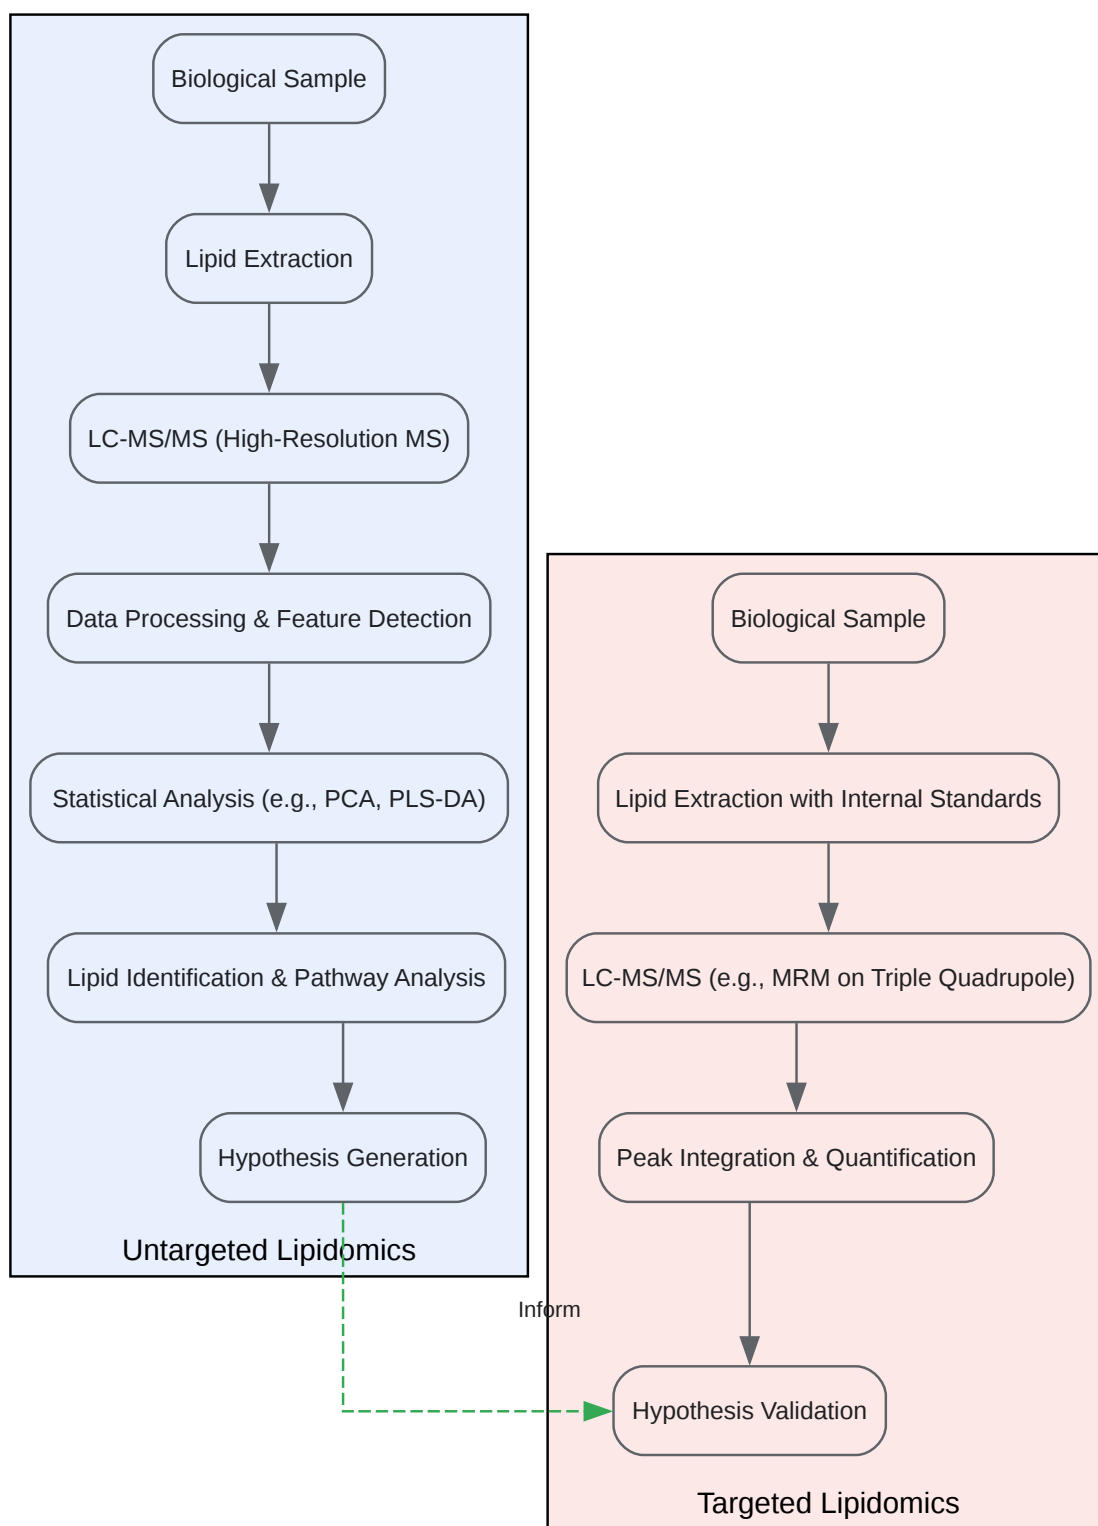 Biological Sample
Lipid Extraction
LC-MS/MS (High-Resolution MS)
Data Processing & Feature Detection
Statistical Analysis (e.g., PCA, PLS-DA)
Lipid Identification & Pathway Analysis
Hypothesis Generation
Untargeted Lipidomics
Inform
Biological Sample
Lipid Extraction with Internal Standards
LC-MS/MS (e.g., MRM on Triple Quadrupole)
Peak Integration & Quantification
Hypothesis Validation
Targeted Lipidomics